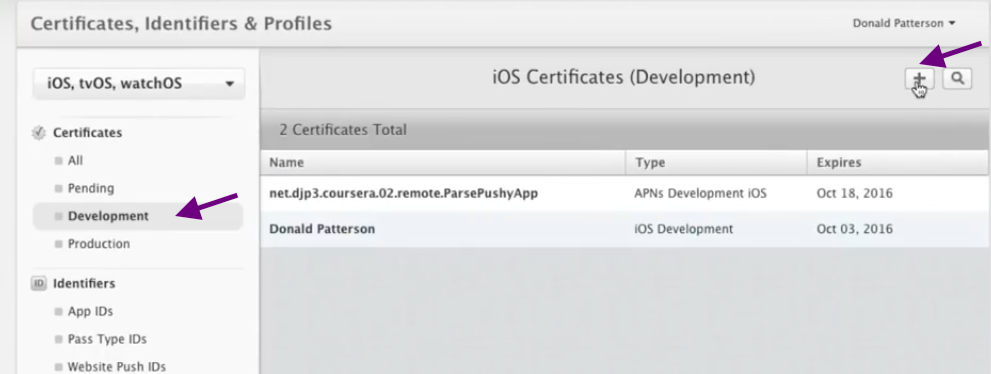 Certificates, Identifiers & Profiles
Donald Patterson
iOS, tvOS, watchOS
Certificates
All
Pending
Development
Production
ID Identifiers
App IDs
Pass Type IDs
Website Push IDs
iOS Certificates (Development)
2 Certificates Total
Name Type Expires
net.djp3.coursera.02.remote.ParsePushyApp APNs Development iOS Oct 18, 2016
Donald Patterson iOS Development Oct 03, 2016